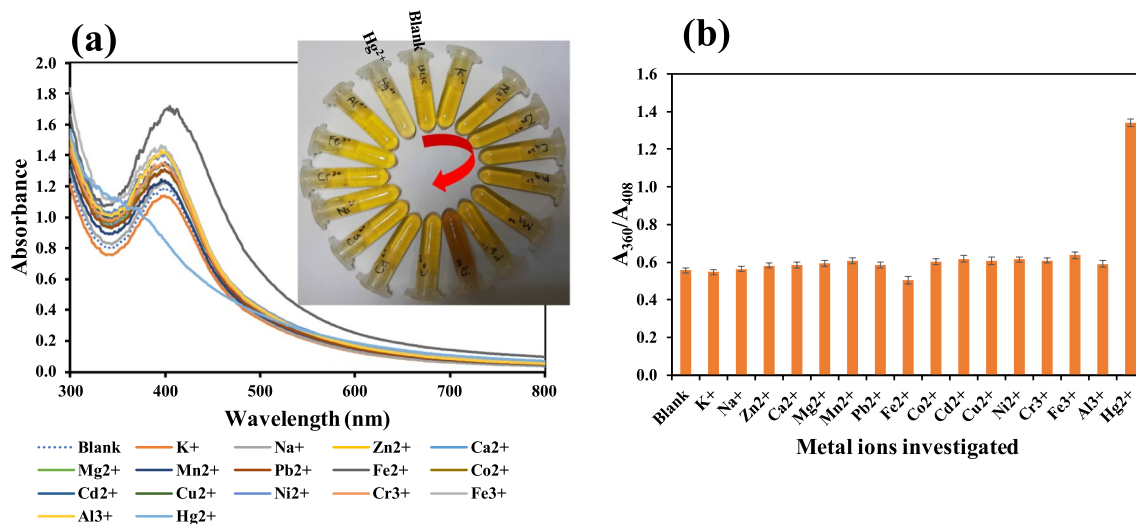 (a)
(b)
Absorbance
2.0
1.8
1.6
1.4
1.2
1.0
0.8
0.6
0.4
0.2
0.0
300 400 500 600 700 800
Wavelength (nm)
Hg²⁺
Blank
K⁺
Al³⁺
Blank K+ Na+ Zn2+ Ca2+
Mg2+ Mn2+ Pb2+ Fe2+ Co2+
Cd2+ Cu2+ Ni2+ Cr3+ Fe3+
Al3+ Hg2+
A₃₆₀/A₄₀₈
1.6
1.4
1.2
1.0
0.8
0.6
0.4
0.2
0.0
Blank K+ Na+ Zn2+ Ca2+ Mg2+ Mn2+ Pb2+ Fe2+ Co2+ Cd2+ Cu2+ Ni2+ Cr3+ Fe3+ Al3+ Hg2+
Metal ions investigated